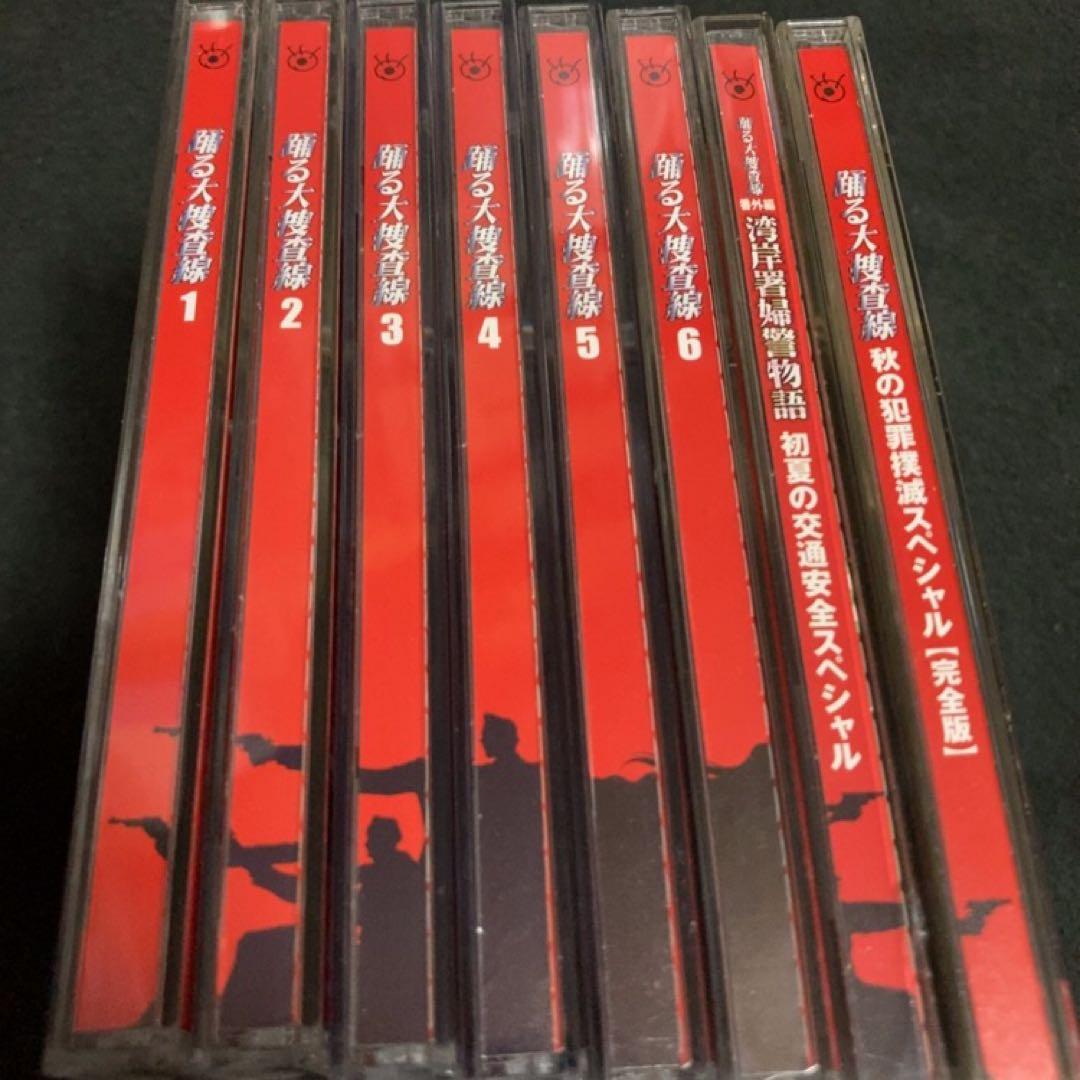 踊る大捜査線 1
踊る大捜査線 2
踊る大捜査線 3
踊る大捜査線 4
踊る大捜査線 5
踊る大捜査線 6
踊る大捜査線 番外編 湾岸署婦警物語 初夏の交通安全スペシャル
踊る大捜査線 秋の犯罪撲滅スペシャル【完全版】